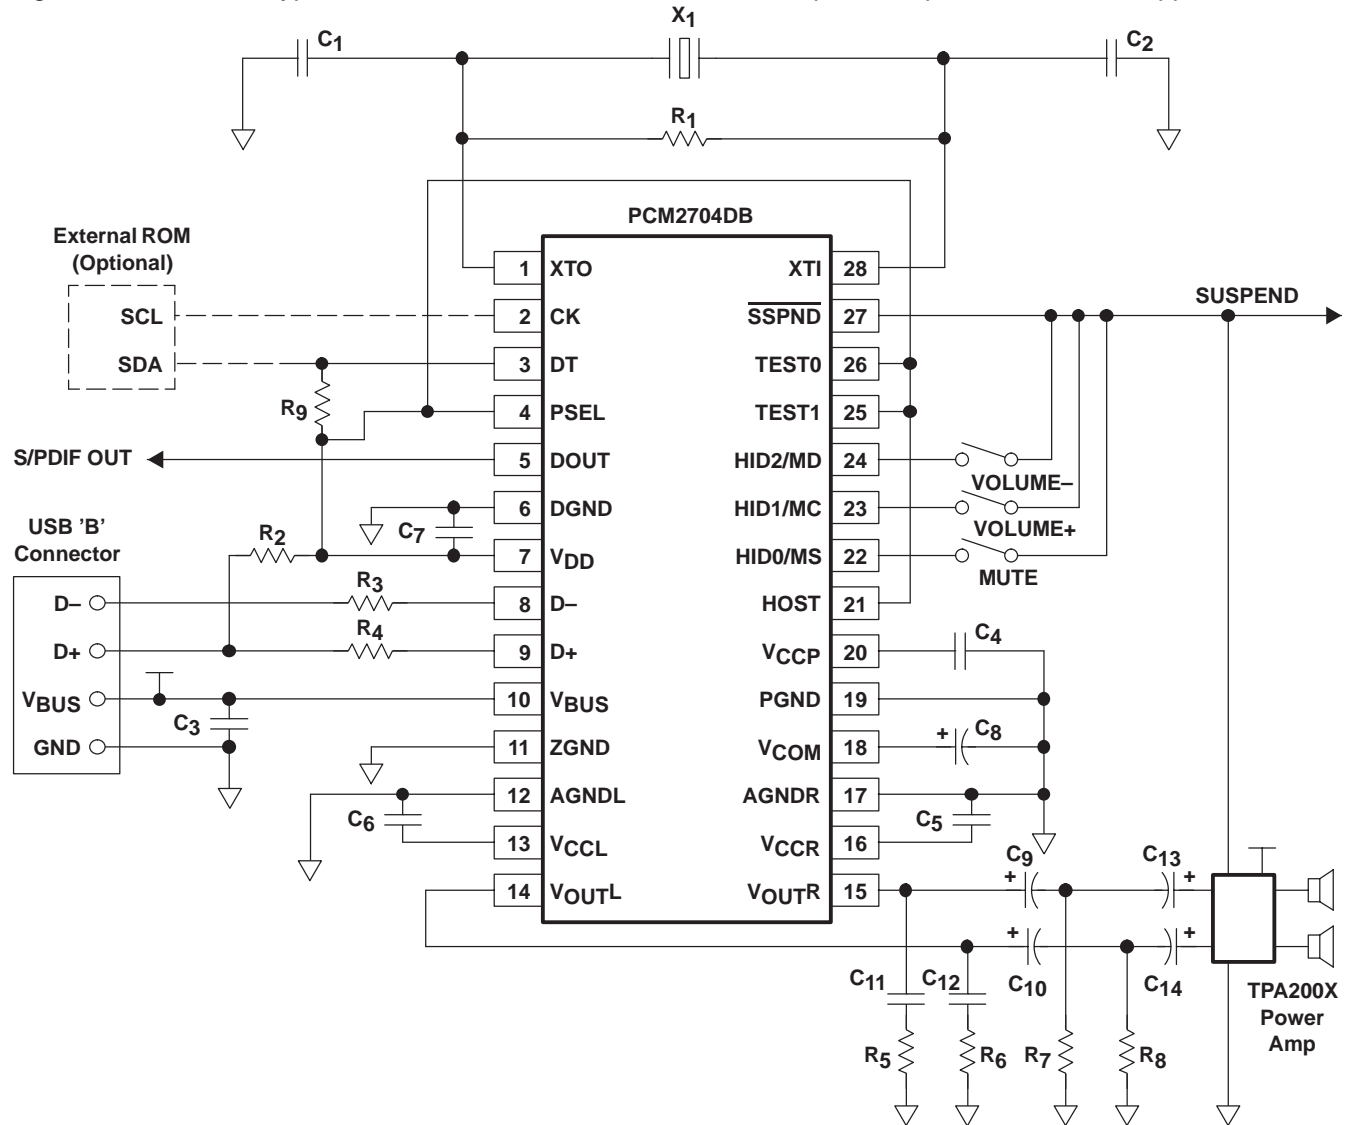 X1
C1
C2
R1
PCM2704DB
External ROM
(Optional)
SCL
SDA
1 XTO
2 CK
3 DT
4 PSEL
5 DOUT
6 DGND
7 VDD
8 D–
9 D+
10 VBUS
11 ZGND
12 AGNDL
13 VCCL
14 VOUTL
XTI 28
SSPND 27
TEST0 26
TEST1 25
HID2/MD 24
HID1/MC 23
HID0/MS 22
HOST 21
VCCP 20
PGND 19
VCOM 18
AGNDR 17
VCCR 16
VOUTR 15
SUSPEND
R9
S/PDIF OUT
VOLUME–
VOLUME+
MUTE
USB 'B'
Connector
D–
D+
VBUS
GND
R2
C7
R3
R4
C3
C6
C4
+ C8
C5
C9
+
C13
+
+
C10
+
C14
C11
C12
R5
R6
R7
R8
TPA200X
Power
Amp